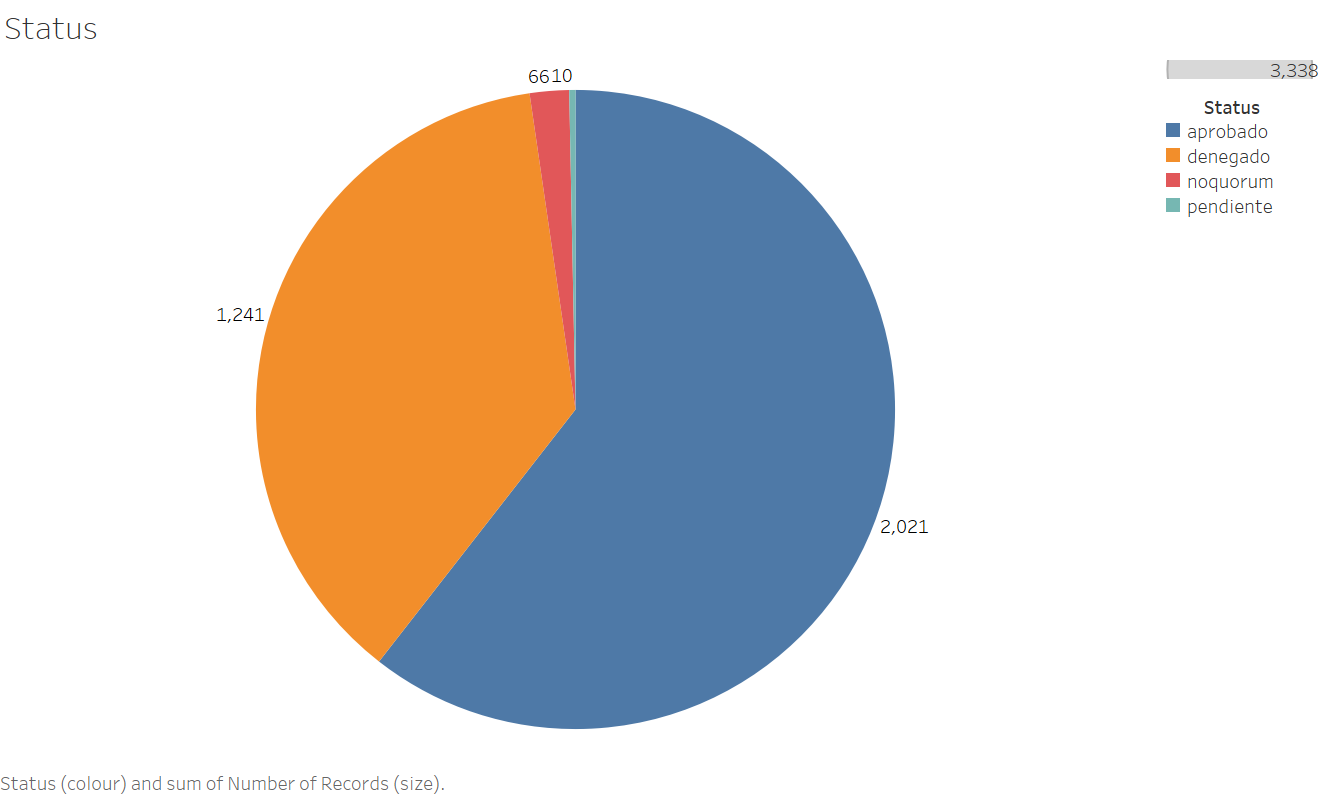 Status
6610
3,338
Status
aprobado
denegado
noquorum
pendiente
1,241
2,021
Status (colour) and sum of Number of Records (size).